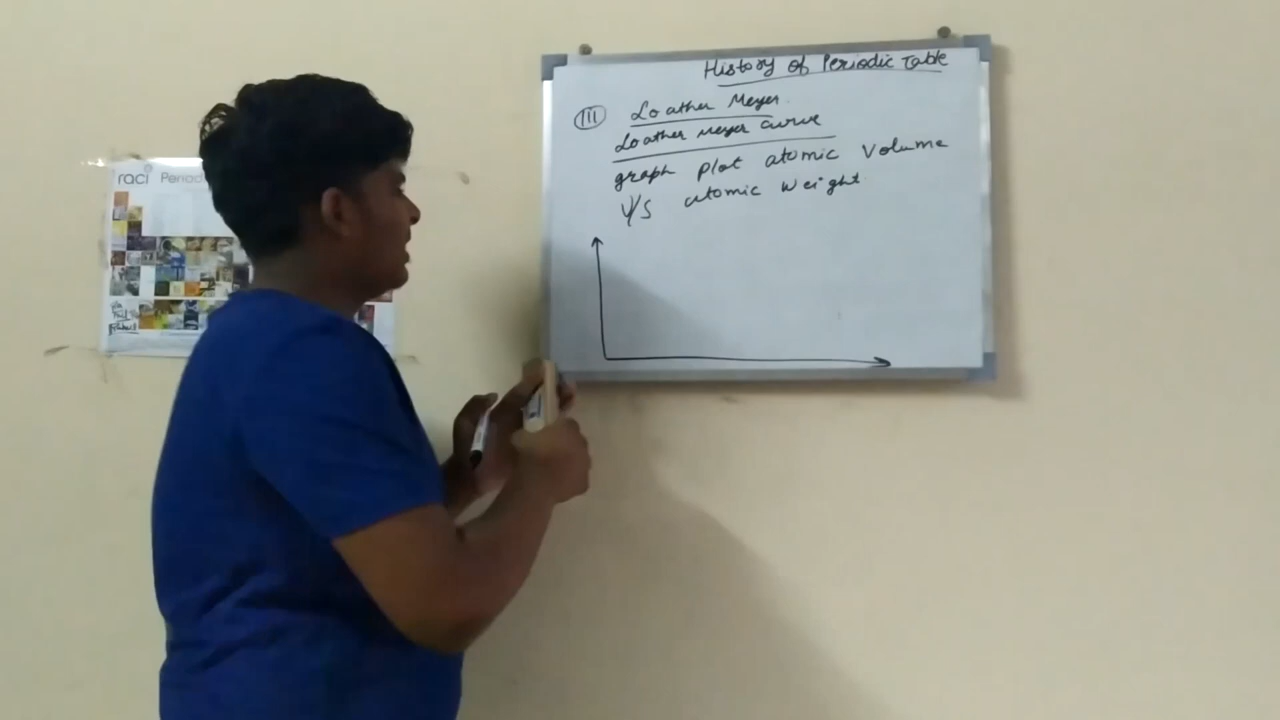 raci Period
History of Periodic Table
III Loather Meyer
Loather meyer curve
graph plot atomic volume
V/S atomic weight